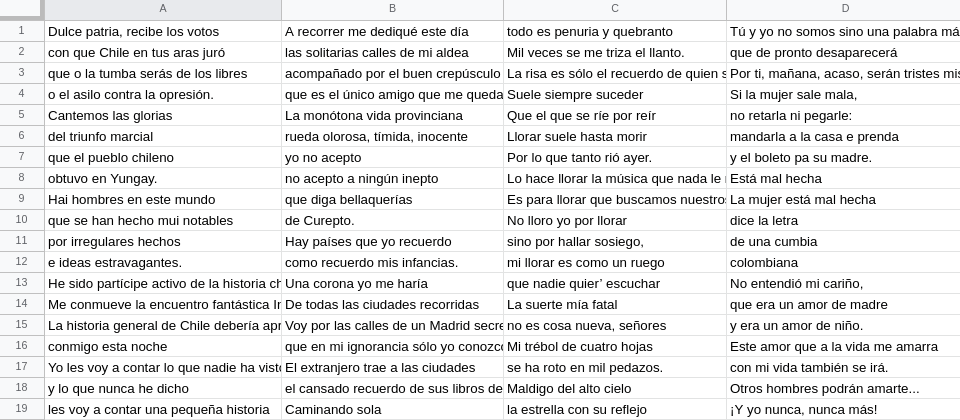 A B C D
1 Dulce patria, recibe los votos A recorrer me dediqué este día todo es penuria y quebranto Tú y yo no somos sino una palabra
2 con que Chile en tus aras juró las solitarias calles de mi aldea Mil veces se me triza el llanto. que de pronto desaparecerá
3 que o la tumba serás de los libres acompañado por el buen crepúsculo La risa es sólo el recuerdo de quien Por ti, mañana, acaso, serán tristes
4 o el asilo contra la opresión. que es el único amigo que me queda Suele siempre suceder Si la mujer sale mala,
5 Cantemos las glorias La monótona vida provinciana Que el que se ríe por reír no retarla ni pegarle:
6 del triunfo marcial rueda olorosa, tímida, inocente Llorar suele hasta morir mandarla a la casa e prenda
7 que el pueblo chileno yo no acepto Por lo que tanto rió ayer. y el boleto pa su madre.
8 obtuvo en Yungay. no acepto a ningún inepto Lo hace llorar la música que nada le Está mal hecha
9 Hai hombres en este mundo que diga bellaquerías Es para llorar que buscamos nuestros La mujer está mal hecha
10 que se han hecho mui notables de Curepto. No lloro yo por llorar dice la letra
11 por irregulares hechos Hay países que yo recuerdo sino por hallar sosiego, de una cumbia
12 e ideas estravagantes. como recuerdo mis infancias. mi llorar es como un ruego colombiana
13 He sido partícipe activo de la historia Una corona yo me haría que nadie quier’ escuchar No entendió mi cariño,
14 Me conmueve la encuentro fantástica De todas las ciudades recorridas La suerte mía fatal que era un amor de madre
15 La historia general de Chile debería Voy por las calles de un Madrid no es cosa nueva, señores y era un amor de niño.
16 conmigo esta noche que en mi ignorancia sólo yo Mi trébol de cuatro hojas Este amor que a la vida me amarra
17 Yo les voy a contar lo que nadie ha El extranjero trae a las ciudades se ha roto en mil pedazos. con mi vida también se irá.
18 y lo que nunca he dicho el cansado recuerdo de sus libros de Maldigo del alto cielo Otros hombres podrán amarte...
19 les voy a contar una pequeña historia Caminando sola la estrella con su reflejo ¡Y yo nunca, nunca más!